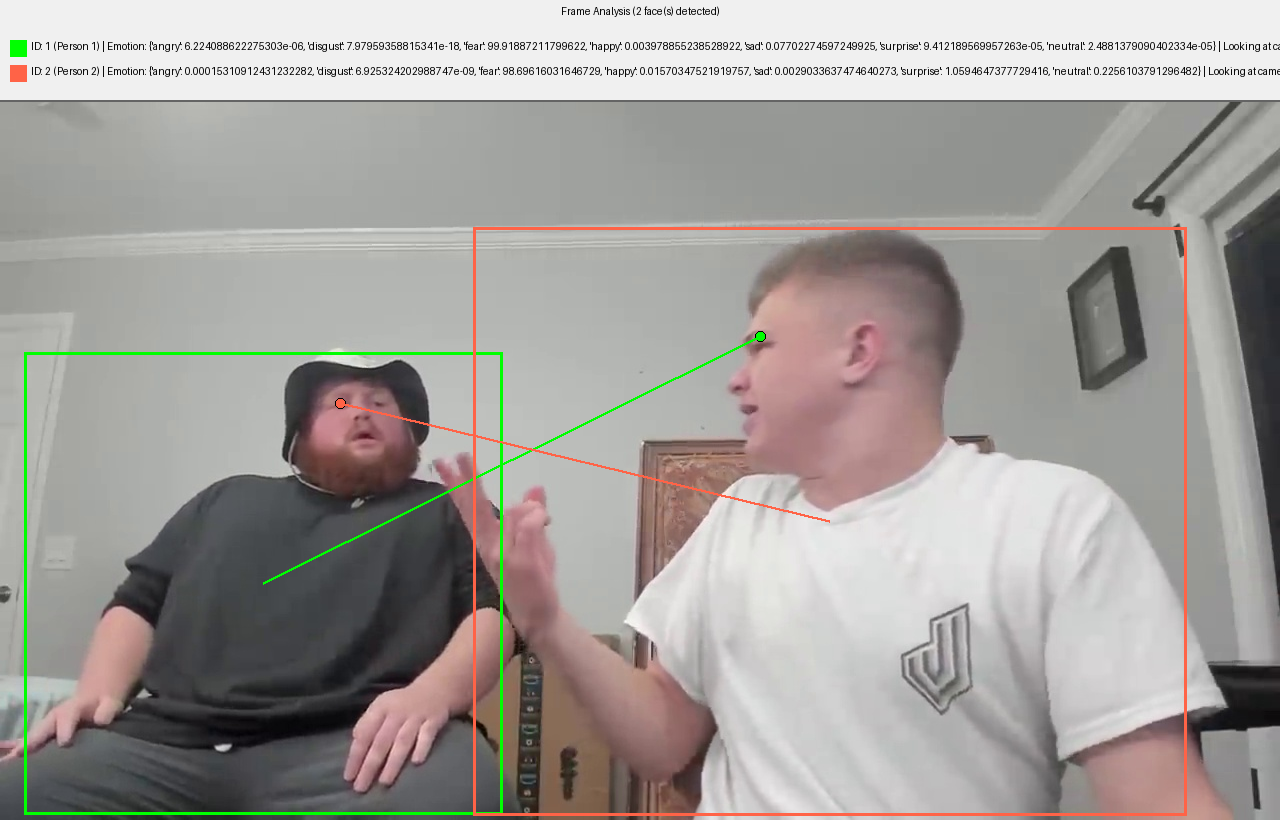 Frame Analysis (2 face(s) detected)
ID: 1 (Person 1) | Emotion: {'angry': 6.224088622275303e-06, 'disgust': 7.97959358815341e-18, 'fear': 99.91887211799622, 'happy': 0.003978855238528922, 'sad': 0.07702274597249925, 'surprise': 9.412189569957263e-05, 'neutral': 2.4881379090402334e-05} | Looking at ca
ID: 2 (Person 2) | Emotion: {'angry': 0.00015310912431232282, 'disgust': 6.925324202988747e-09, 'fear': 98.69616031646729, 'happy': 0.01570347521919757, 'sad': 0.0029033637474640273, 'surprise': 1.0594647377729416, 'neutral': 0.2256103791296482} | Looking at came